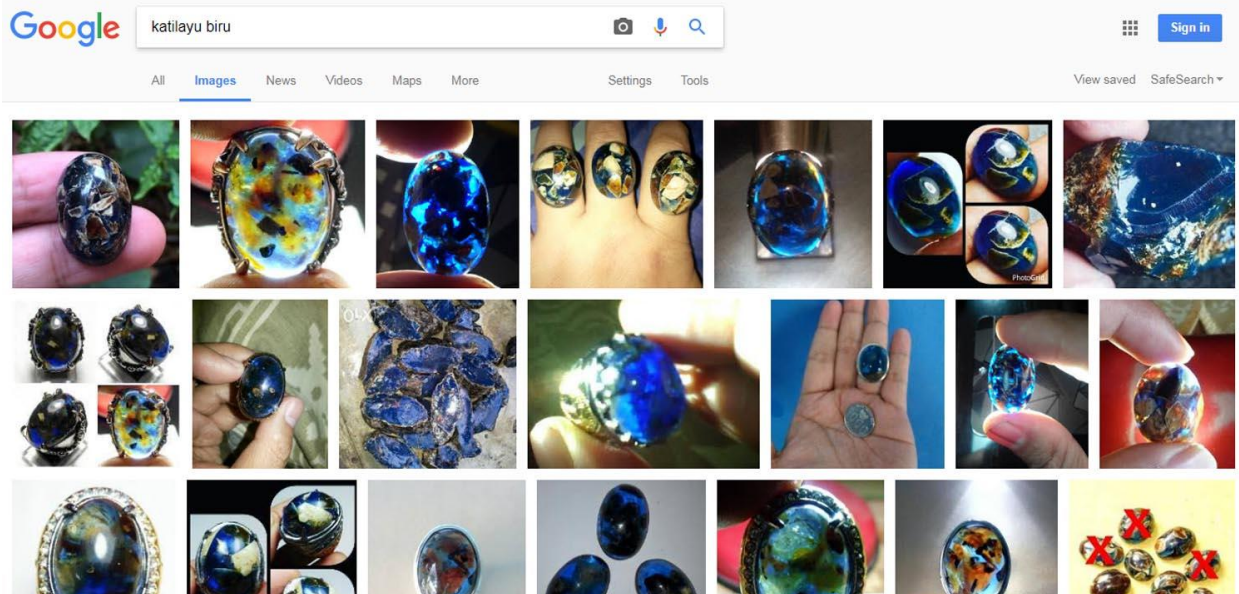 Google
katilayu biru
Sign in
All Images News Videos Maps More Settings Tools View saved SafeSearch
PhotoGrid
OLX
X X X